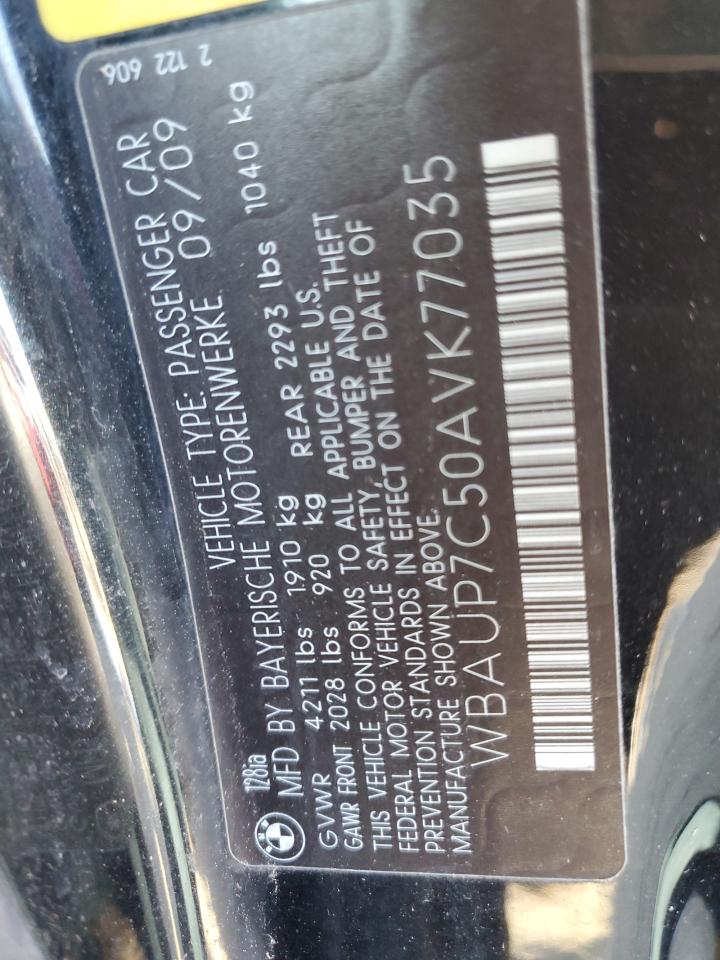 2 122 606
VEHICLE TYPE: PASSENGER CAR
128ia
MFD BY BAYERISCHE MOTORENWERKE 09/09
GVWR 4211 lbs 1910 kg
GAWR FRONT 2028 lbs 920 kg REAR 2293 lbs 1040 kg
THIS VEHICLE CONFORMS TO ALL APPLICABLE U.S.
FEDERAL MOTOR VEHICLE SAFETY, BUMPER AND THEFT
PREVENTION STANDARDS IN EFFECT ON THE DATE OF
MANUFACTURE SHOWN ABOVE.
WBAUP7C50AVK77035